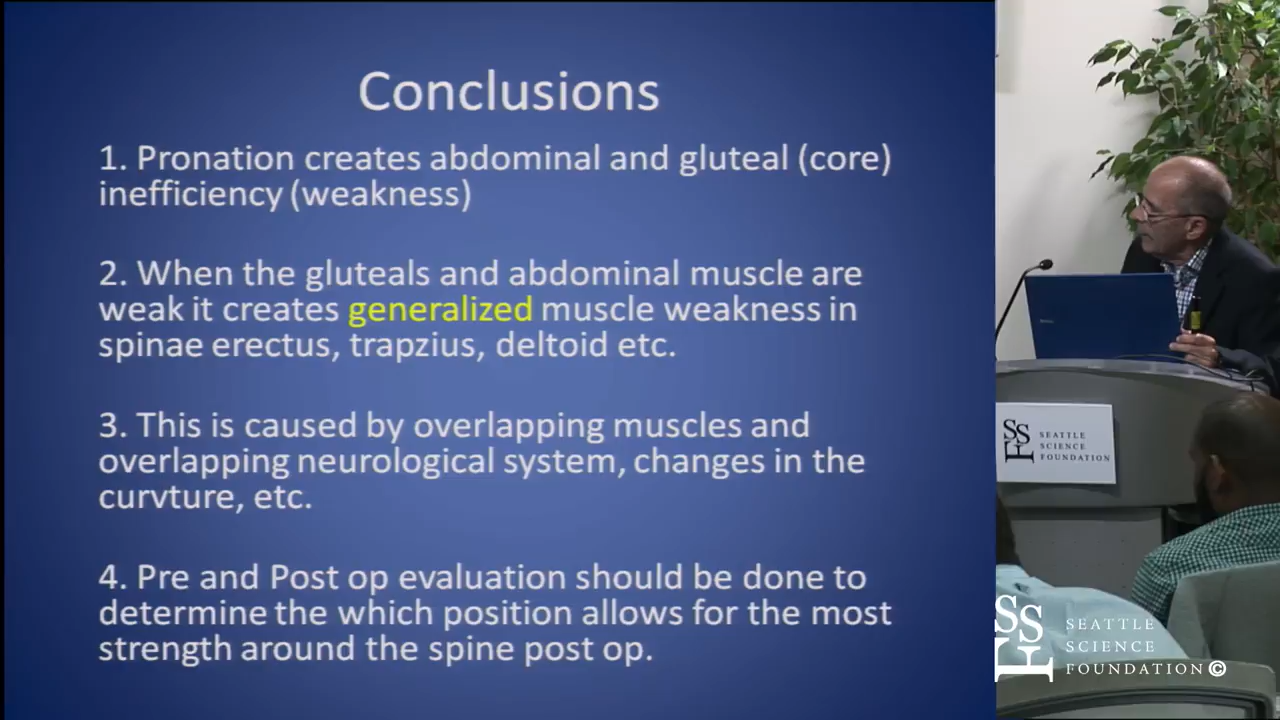 Conclusions
1. Pronation creates abdominal and gluteal (core)
inefficiency (weakness)
2. When the gluteals and abdominal muscle are
weak it creates generalized muscle weakness in
spinae erectus, trapzius, deltoid etc.
3. This is caused by overlapping muscles and
overlapping neurological system, changes in the
curvture, etc.
4. Pre and Post op evaluation should be done to
determine the which position allows for the most
strength around the spine post op.
SSF
SEATTLE
SCIENCE
FOUNDATION
SSF
SEATTLE
SCIENCE
FOUNDATION©